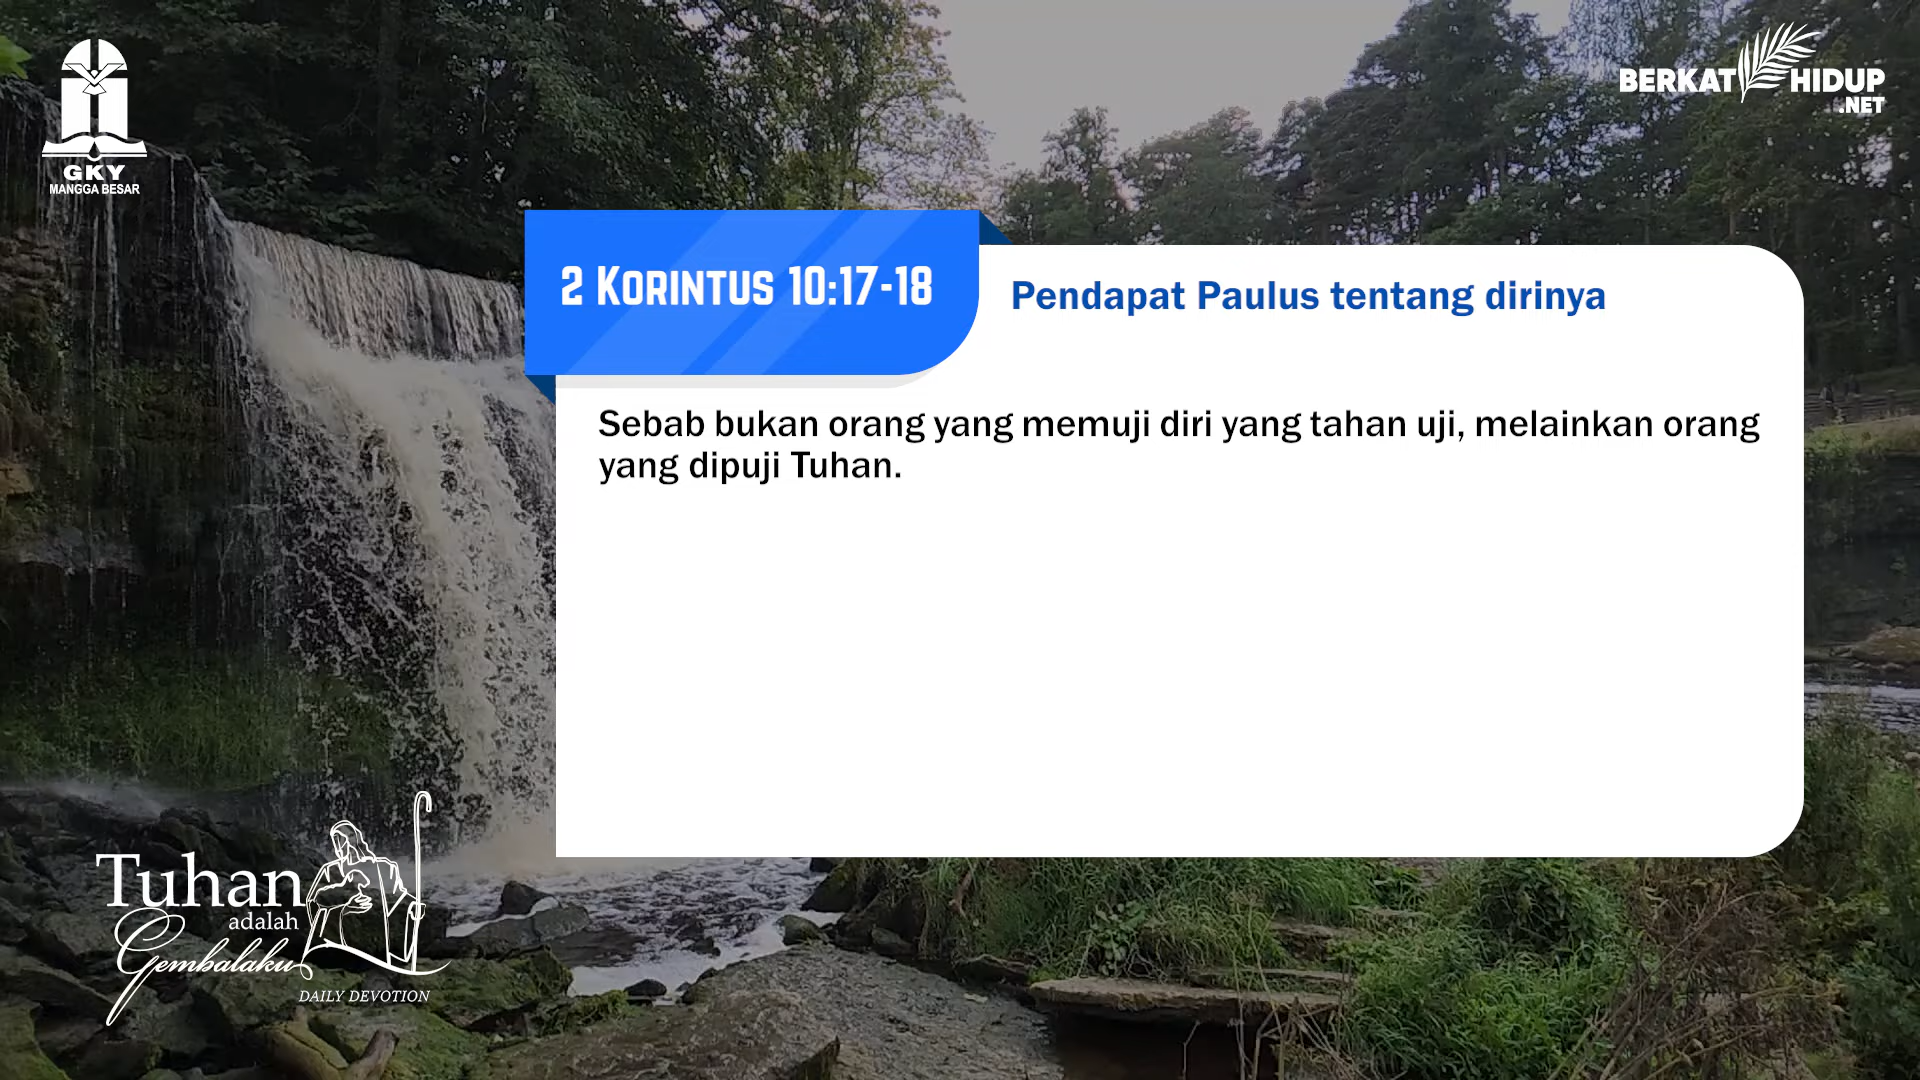 GKY
MANGGA BESAR
BERKAT HIDUP
.NET
2 KORINTUS 10:17-18
Pendapat Paulus tentang dirinya
Sebab bukan orang yang memuji diri yang tahan uji, melainkan orang
yang dipuji Tuhan.
Tuhan
adalah
Gembalaku
DAILY DEVOTION